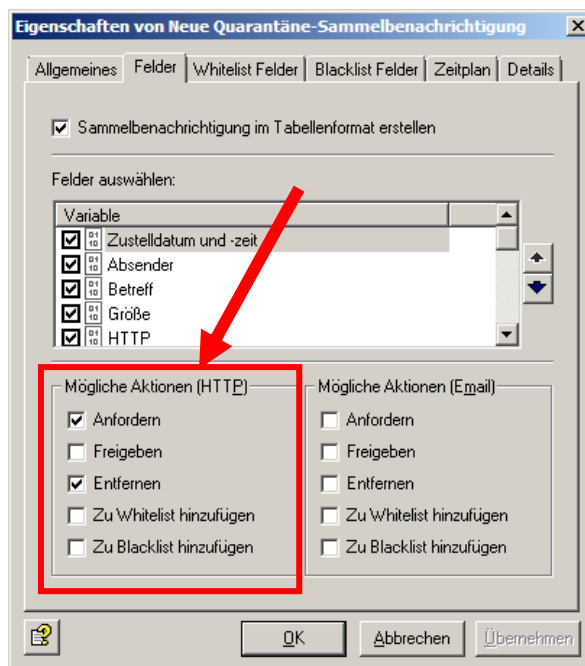 Eigenschaften von Neue Quarantäne-Sammelbenachrichtigung
Allgemeines Felder Whitelist Felder Blacklist Felder Zeitplan Details
Sammelbenachrichtigung im Tabellenformat erstellen
Felder auswählen:
Variable
Zustelldatum und -zeit
Absender
Betreff
Größe
HTTP
Mögliche Aktionen (HTTP) Mögliche Aktionen (Email)
Anfordern Anfordern
Freigeben Freigeben
Entfernen Entfernen
Zu Whitelist hinzufügen Zu Whitelist hinzufügen
Zu Blacklist hinzufügen Zu Blacklist hinzufügen
OK Abbrechen Übernehmen